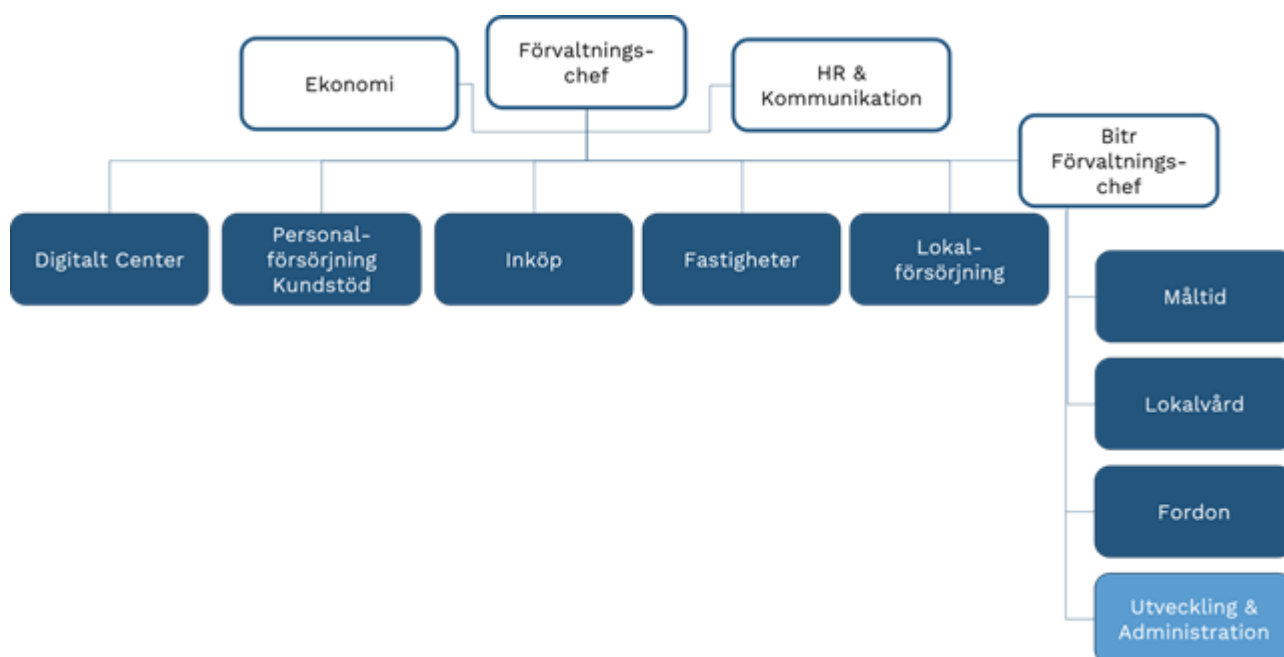 Ekonomi
Förvaltnings-
chef
HR &
Kommunikation
Bitr
Förvaltnings-
chef
Digitalt Center
Personal-
försörjning
Kundstöd
Inköp
Fastigheter
Lokal-
försörjning
Måltid
Lokalvård
Fordon
Utveckling &
Administration